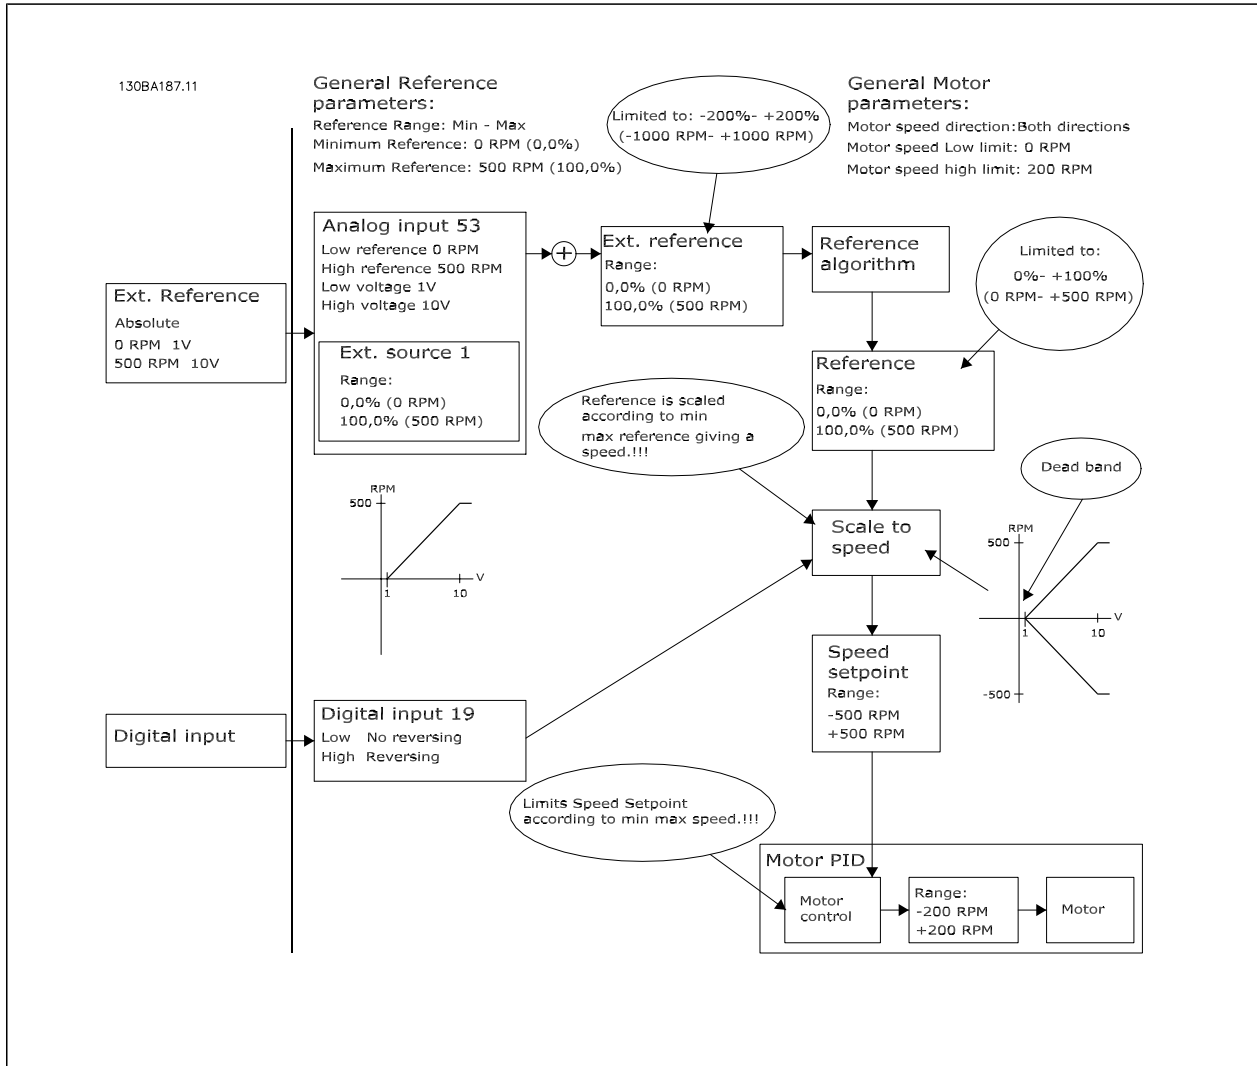 130BA187.11
General Reference
parameters:
Reference Range: Min - Max
Minimum Reference: 0 RPM (0,0%)
Maximum Reference: 500 RPM (100,0%)
Limited to: -200%- +200%
(-1000 RPM- +1000 RPM)
General Motor
parameters:
Motor speed direction:Both directions
Motor speed Low limit: 0 RPM
Motor speed high limit: 200 RPM
Ext. Reference
Absolute
0 RPM 1V
500 RPM 10V
Analog input 53
Low reference 0 RPM
High reference 500 RPM
Low voltage 1V
High voltage 10V
Ext. source 1
Range:
0,0% (0 RPM)
100,0% (500 RPM)
+
Ext. reference
Range:
0,0% (0 RPM)
100,0% (500 RPM)
Reference
algorithm
Limited to:
0%- +100%
(0 RPM- +500 RPM)
Reference
Range:
0,0% (0 RPM)
100,0% (500 RPM)
Reference is scaled
according to min
max reference giving a
speed.!!!
Dead band
RPM
500
1
10
V
Scale to
speed
RPM
500
1
10
V
-500
Speed
setpoint
Range:
-500 RPM
+500 RPM
Digital input
Digital input 19
Low No reversing
High Reversing
Limits Speed Setpoint
according to min max speed.!!!
Motor PID
Motor
control
Range:
-200 RPM
+200 RPM
Motor